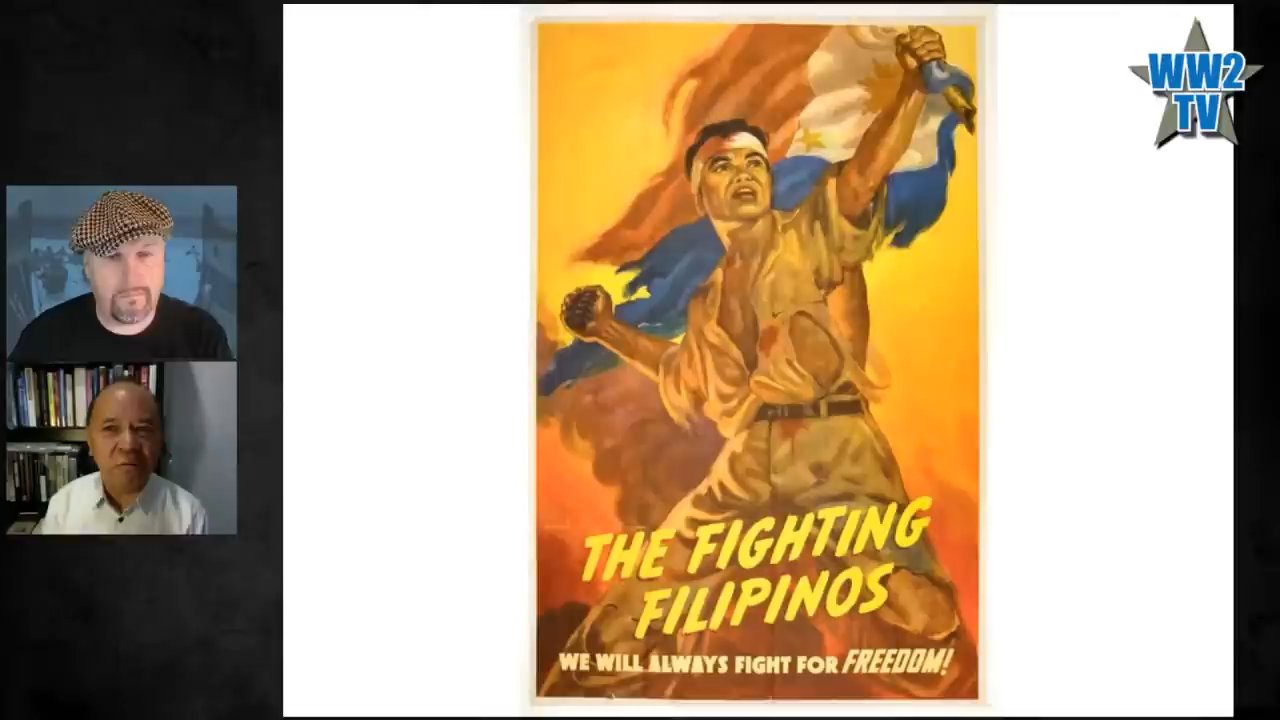 WW2
TV
THE FIGHTING
FILIPINOS
WE WILL ALWAYS FIGHT FOR FREEDOM!